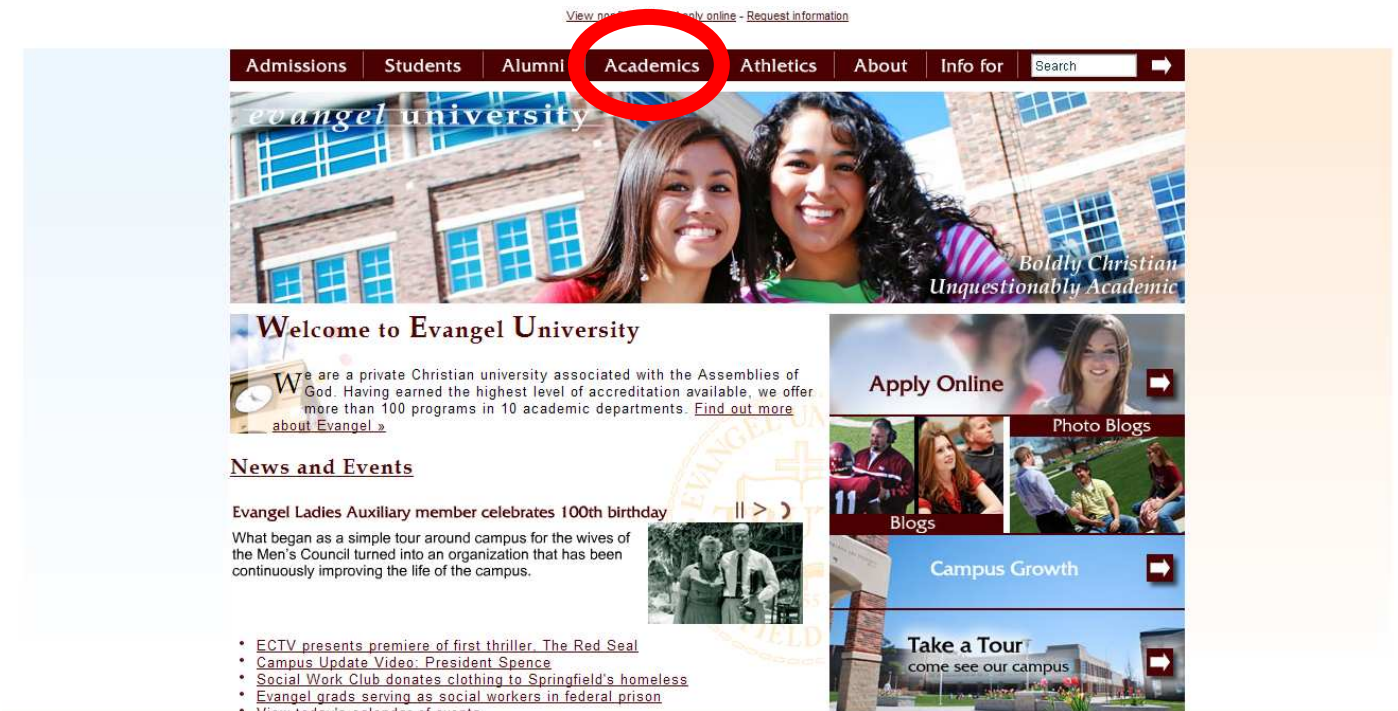 View online - Request information
Admissions Students Alumni Academics Athletics About Info for Search
evangel university
Boldly Christian
Unquestionably Academic
Welcome to Evangel University
We are a private Christian university associated with the Assemblies of
God. Having earned the highest level of accreditation available, we offer
more than 100 programs in 10 academic departments. Find out more
about Evangel »
News and Events
Evangel Ladies Auxiliary member celebrates 100th birthday
What began as a simple tour around campus for the wives of
the Men's Council turned into an organization that has been
continuously improving the life of the campus.
• ECTV presents premiere of first thriller, The Red Seal
• Campus Update Video: President Spence
• Social Work Club donates clothing to Springfield's homeless
• Evangel grads serving as social workers in federal prison
• View today's calendar of events
Apply Online
Photo Blogs
11
Blogs
Campus Growth
Take a Tour
come see our campus